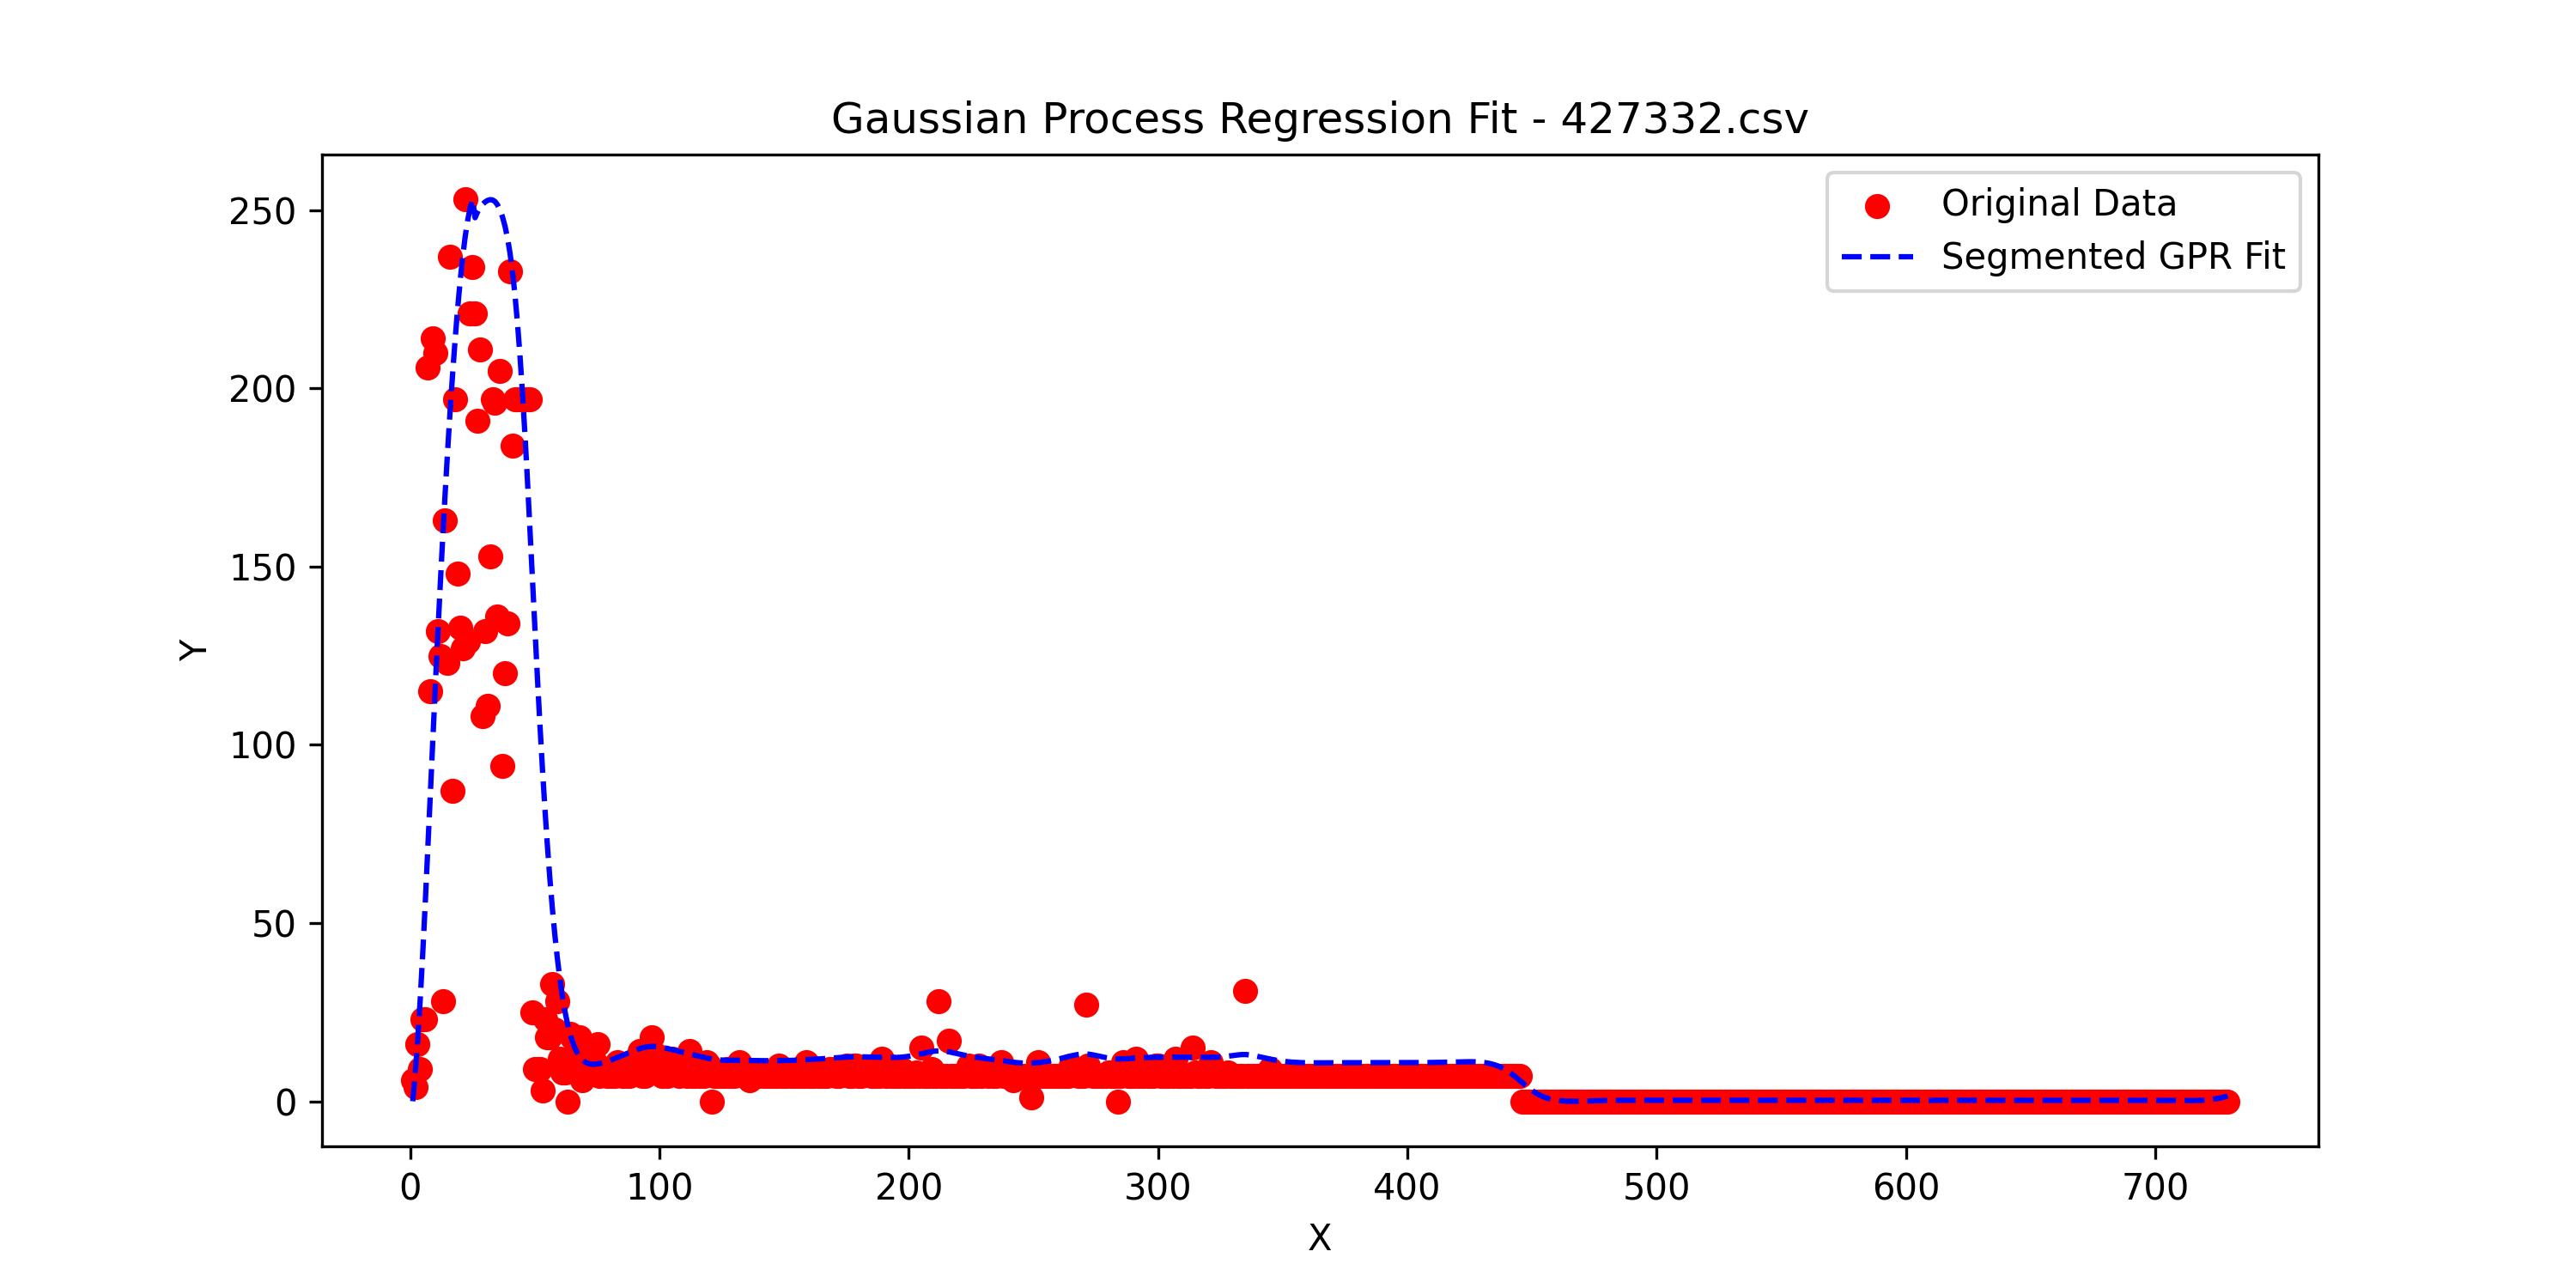 Gaussian Process Regression Fit - 427332.csv
Original Data
Segmented GPR Fit
250
200
150
100
50
0
Y
0 100 200 300 400 500 600 700
X